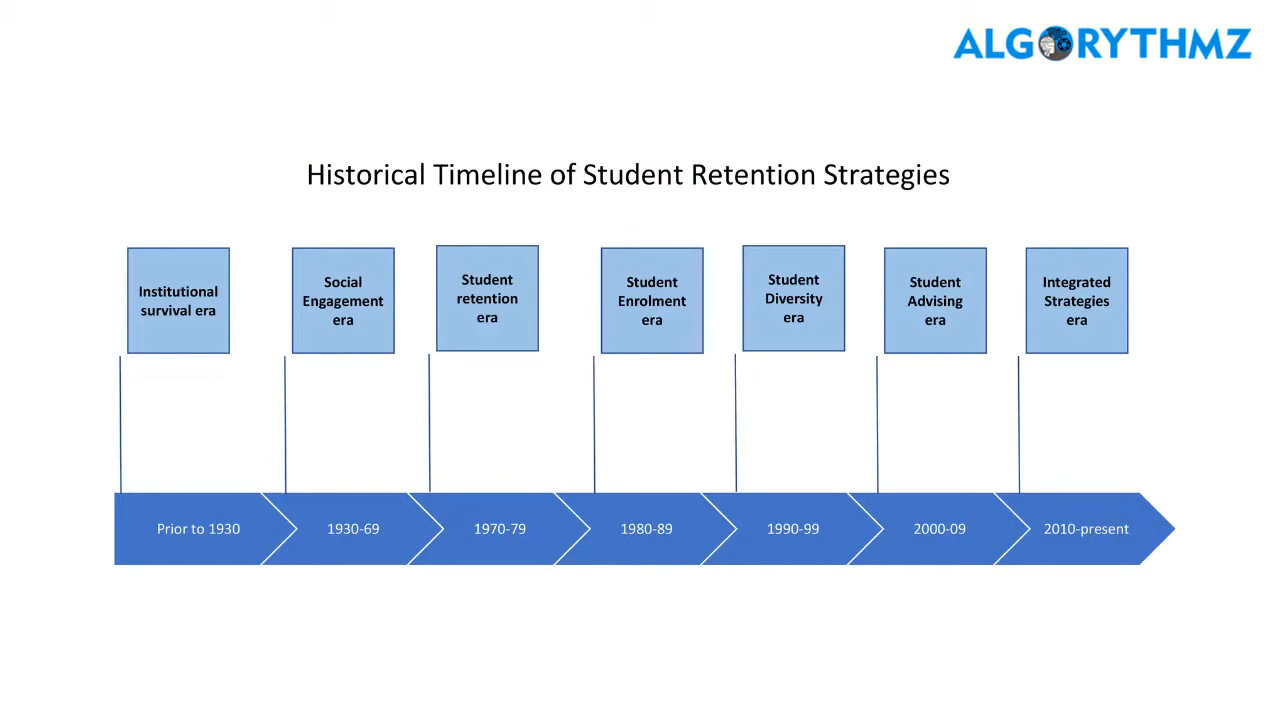 ALGORYTHMZ
Historical Timeline of Student Retention Strategies
Institutional
survival era
Social
Engagement
era
Student
retention
era
Student
Enrolment
era
Student
Diversity
era
Student
Advising
era
Integrated
Strategies
era
Prior to 1930
1930-69
1970-79
1980-89
1990-99
2000-09
2010-present